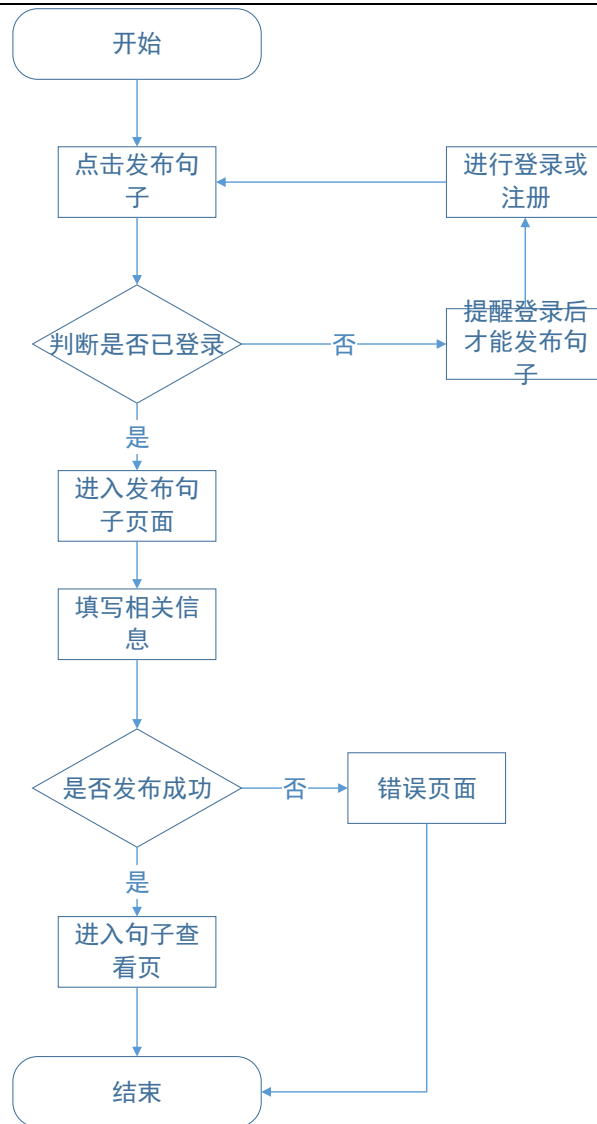 开始
点击发布句
子
进行登录或
注册
判断是否已登录
否
提醒登录后
才能发布句
子
是
进入发布句
子页面
填写相关信
息
是否发布成功
否
错误页面
是
进入句子查
看页
结束